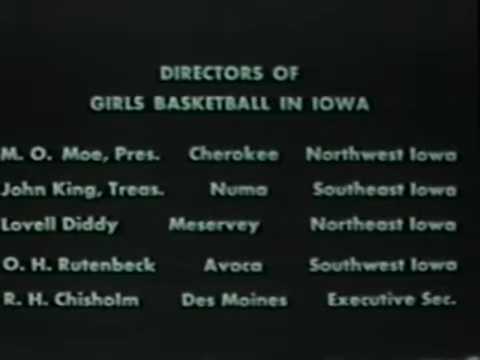 DIRECTORS OF
GIRLS BASKETBALL IN IOWA
M. O. Moe, Pres. Cherokee Northwest Iowa
John King, Treas. Numa Southeast Iowa
Lovell Diddy Meservey Northeast Iowa
O. H. Rutenbeck Avoca Southwest Iowa
R. H. Chisholm Des Moines Executive Sec.